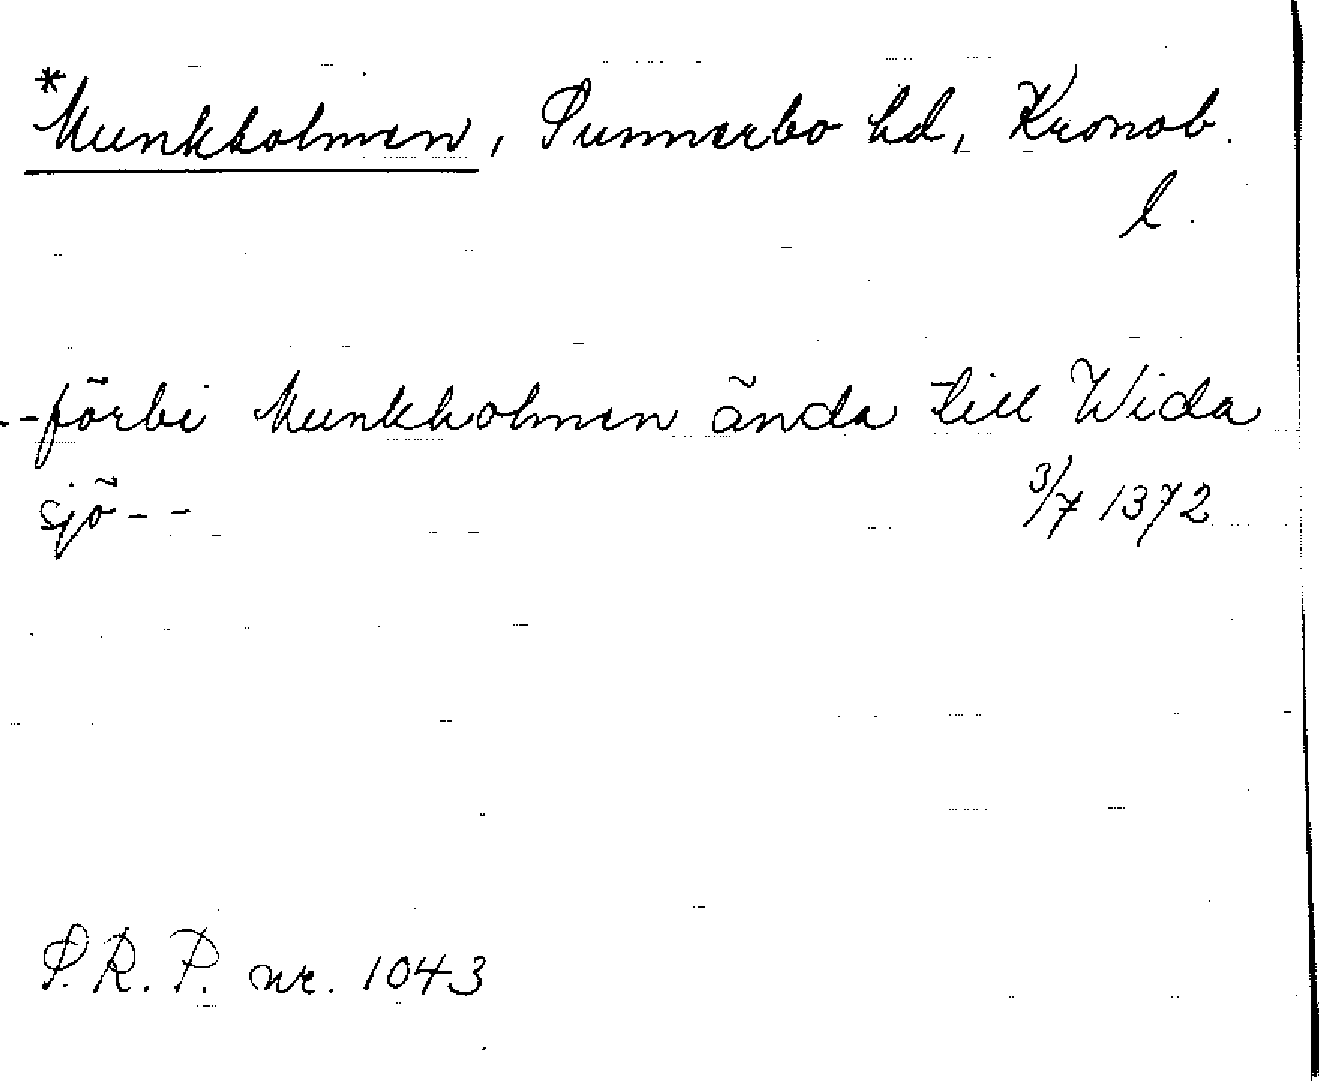 *Munkholmen, Sunnerbo hd, Kronob.
l.
--förbi Munkholmen ända till Wida
sjö--
3/7 1372
S.R.P. nr. 1043